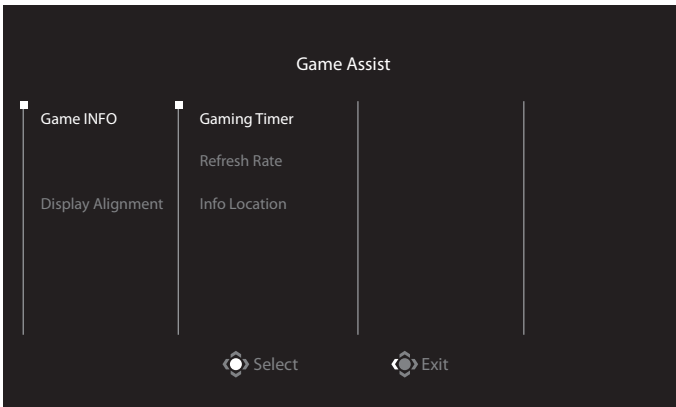 Game Assist
Game INFO
Gaming Timer
Refresh Rate
Display Alignment
Info Location
Select
Exit